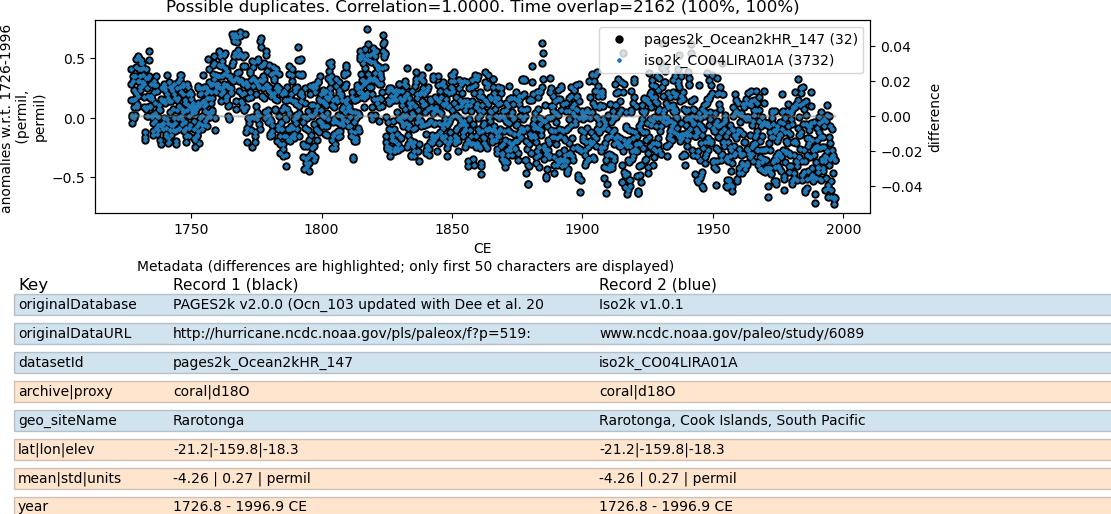 Possible duplicates. Correlation=1.0000. Time overlap=2162 (100%, 100%)
anomalies w.r.t. 1726-1996
(permil,
permil)
0.5
0.0
−0.5
pages2k_Ocean2kHR_147 (32)
iso2k_CO04LIRA01A (3732)
0.04
0.02
0.00
−0.02
−0.04
difference
1750 1800 1850 1900 1950 2000
CE
Metadata (differences are highlighted; only first 50 characters are displayed)
Key Record 1 (black) Record 2 (blue)
originalDatabase PAGES2k v2.0.0 (Ocn_103 updated with Dee et al. 20 Iso2k v1.0.1
originalDataURL http://hurricane.ncdc.noaa.gov/pls/paleox/f?p=519: www.ncdc.noaa.gov/paleo/study/6089
datasetId pages2k_Ocean2kHR_147 iso2k_CO04LIRA01A
archive|proxy coral|d18O coral|d18O
geo_siteName Rarotonga Rarotonga, Cook Islands, South Pacific
lat|lon|elev -21.2|-159.8|-18.3 -21.2|-159.8|-18.3
mean|std|units -4.26 | 0.27 | permil -4.26 | 0.27 | permil
year 1726.8 - 1996.9 CE 1726.8 - 1996.9 CE